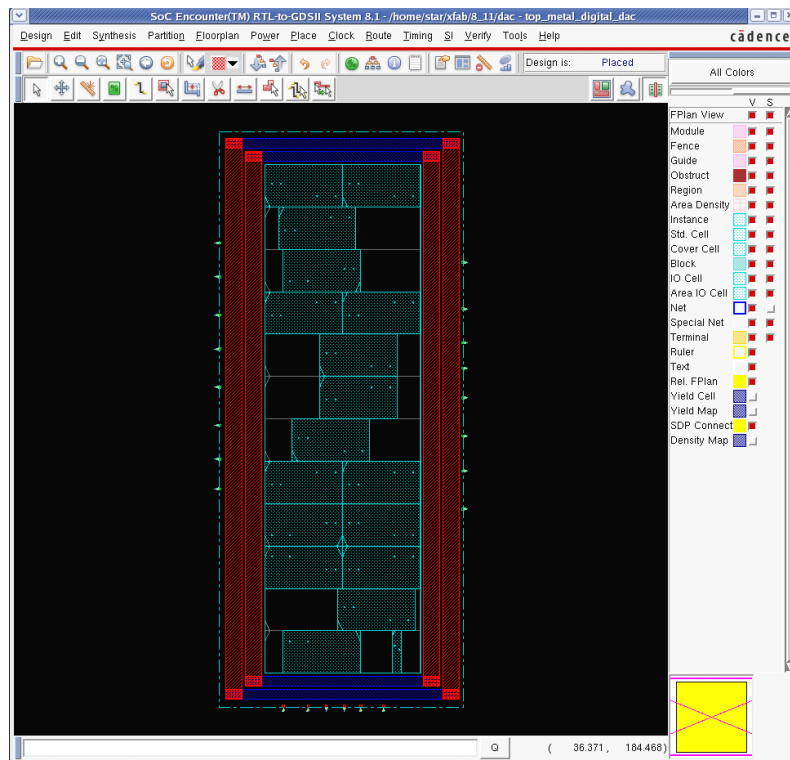 SoC Encounter(TM) RTL-to-GDSII System 8.1 - /home/star/xfab/8_11/dac - top_metal_digital_dac
Design Edit Synthesis Partition Floorplan Power Place Clock Route Timing SI Verify Tools Help cādence
Design is: Placed
All Colors
V S
FPlan View
Module
Fence
Guide
Obstruct
Region
Area Density
Instance
Std. Cell
Cover Cell
Block
IO Cell
Area IO Cell
Net
Special Net
Terminal
Ruler
Text
Rel. FPlan
Yield Cell
Yield Map
SDP Connect
Density Map
Q ( 36.371 , 184.468)